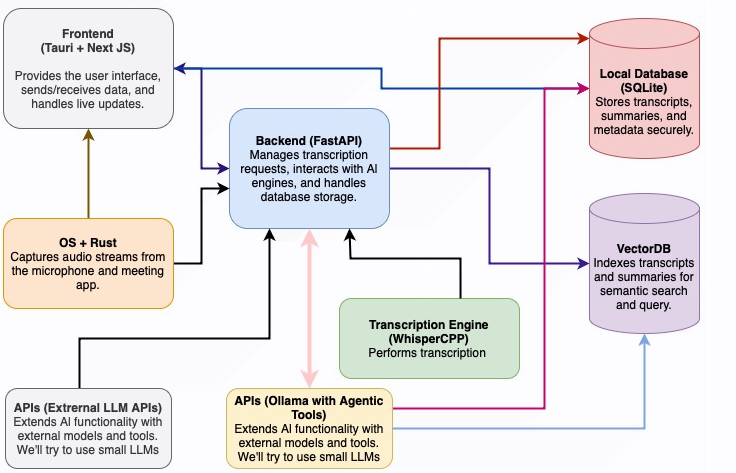 Frontend
(Tauri + Next JS)
Provides the user interface,
sends/receives data, and
handles live updates.
Local Database
(SQLite)
Stores transcripts,
summaries, and
metadata securely.
Backend (FastAPI)
Manages transcription
requests, interacts with AI
engines, and handles
database storage.
OS + Rust
Captures audio streams from
the microphone and meeting
app.
VectorDB
Indexes transcripts
and summaries for
semantic search
and query.
Transcription Engine
(WhisperCPP)
Performs transcription
APIs (Extrernal LLM APIs)
Extends AI functionality with
external models and tools.
We'll try to use small LLMs
APIs (Ollama with Agentic
Tools)
Extends AI functionality with
external models and tools.
We'll try to use small LLMs